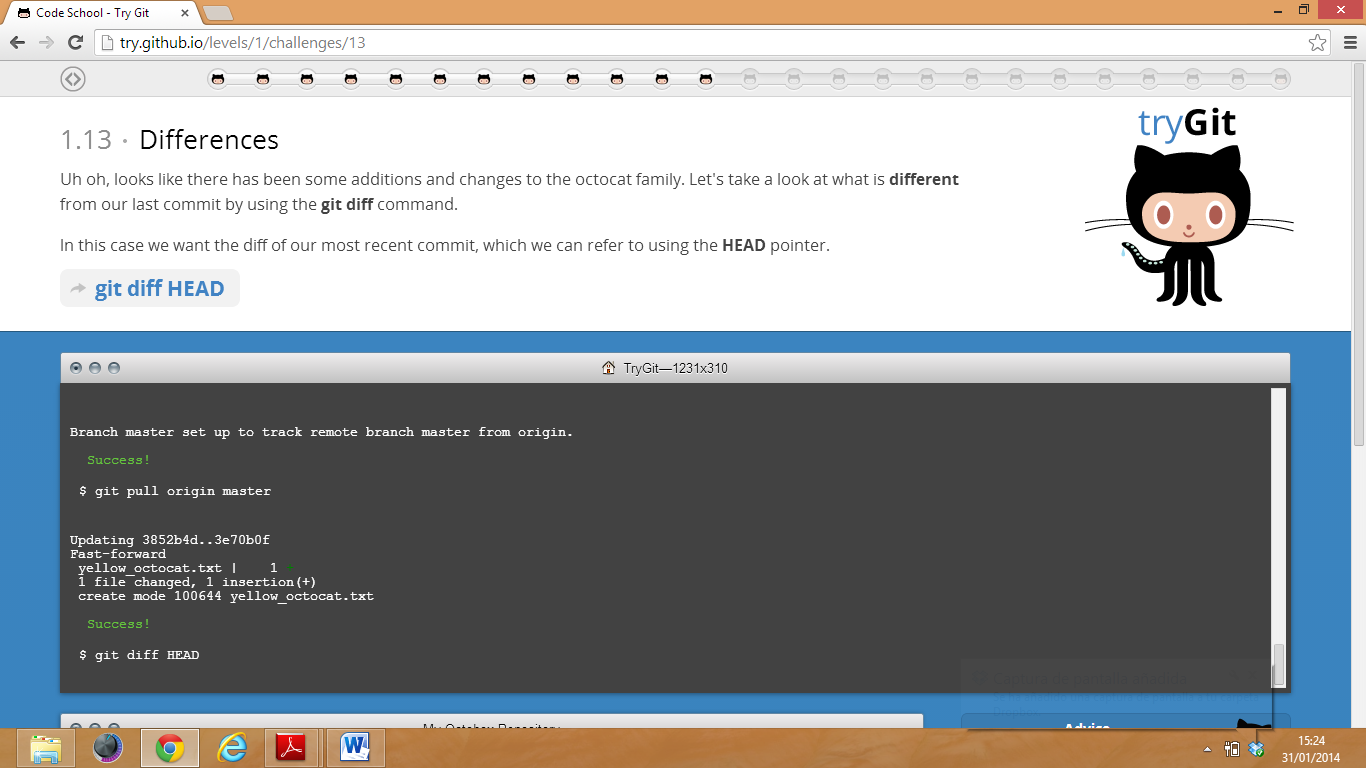 Code School - Try Git
try.github.io/levels/1/challenges/13
1.13 · Differences
tryGit
Uh oh, looks like there has been some additions and changes to the octocat family. Let's take a look at what is different
from our last commit by using the git diff command.
In this case we want the diff of our most recent commit, which we can refer to using the HEAD pointer.
git diff HEAD
TryGit—1231x310
Branch master set up to track remote branch master from origin.
Success!
$ git pull origin master
Updating 3852b4d..3e70b0f
Fast-forward
yellow_octocat.txt | 1 +
1 file changed, 1 insertion(+)
create mode 100644 yellow_octocat.txt
Success!
$ git diff HEAD
My Octobox Repository
Advice
15:24
31/01/2014